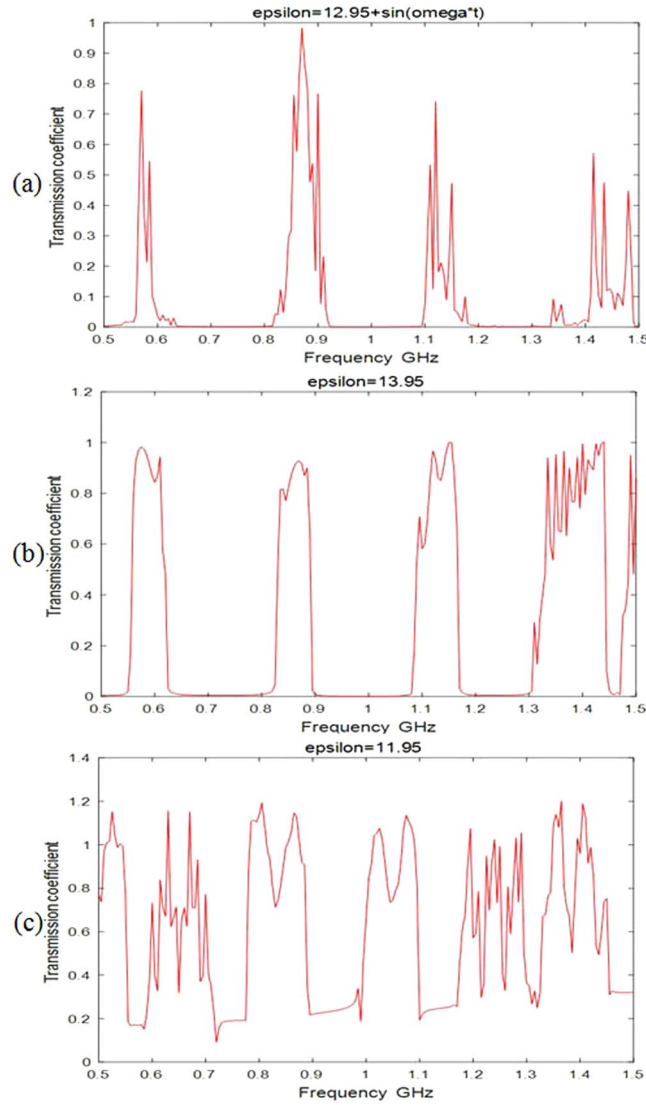 epsilon=12.95+sin(omega*t)
1
0.9
0.8
0.7
0.6
0.5
0.4
0.3
0.2
0.1
0
Transmission coefficient
(a)
0.5 0.6 0.7 0.8 0.9 1 1.1 1.2 1.3 1.4 1.5
Frequency GHz
epsilon=13.95
1.2
1
0.8
0.6
0.4
0.2
0
Transmission coefficient
(b)
0.5 0.6 0.7 0.8 0.9 1 1.1 1.2 1.3 1.4 1.5
Frequency GHz
epsilon=11.95
1.4
1.2
1
0.8
0.6
0.4
0.2
0
Transmission coefficient
(c)
0.5 0.6 0.7 0.8 0.9 1 1.1 1.2 1.3 1.4 1.5
Frequency GHz